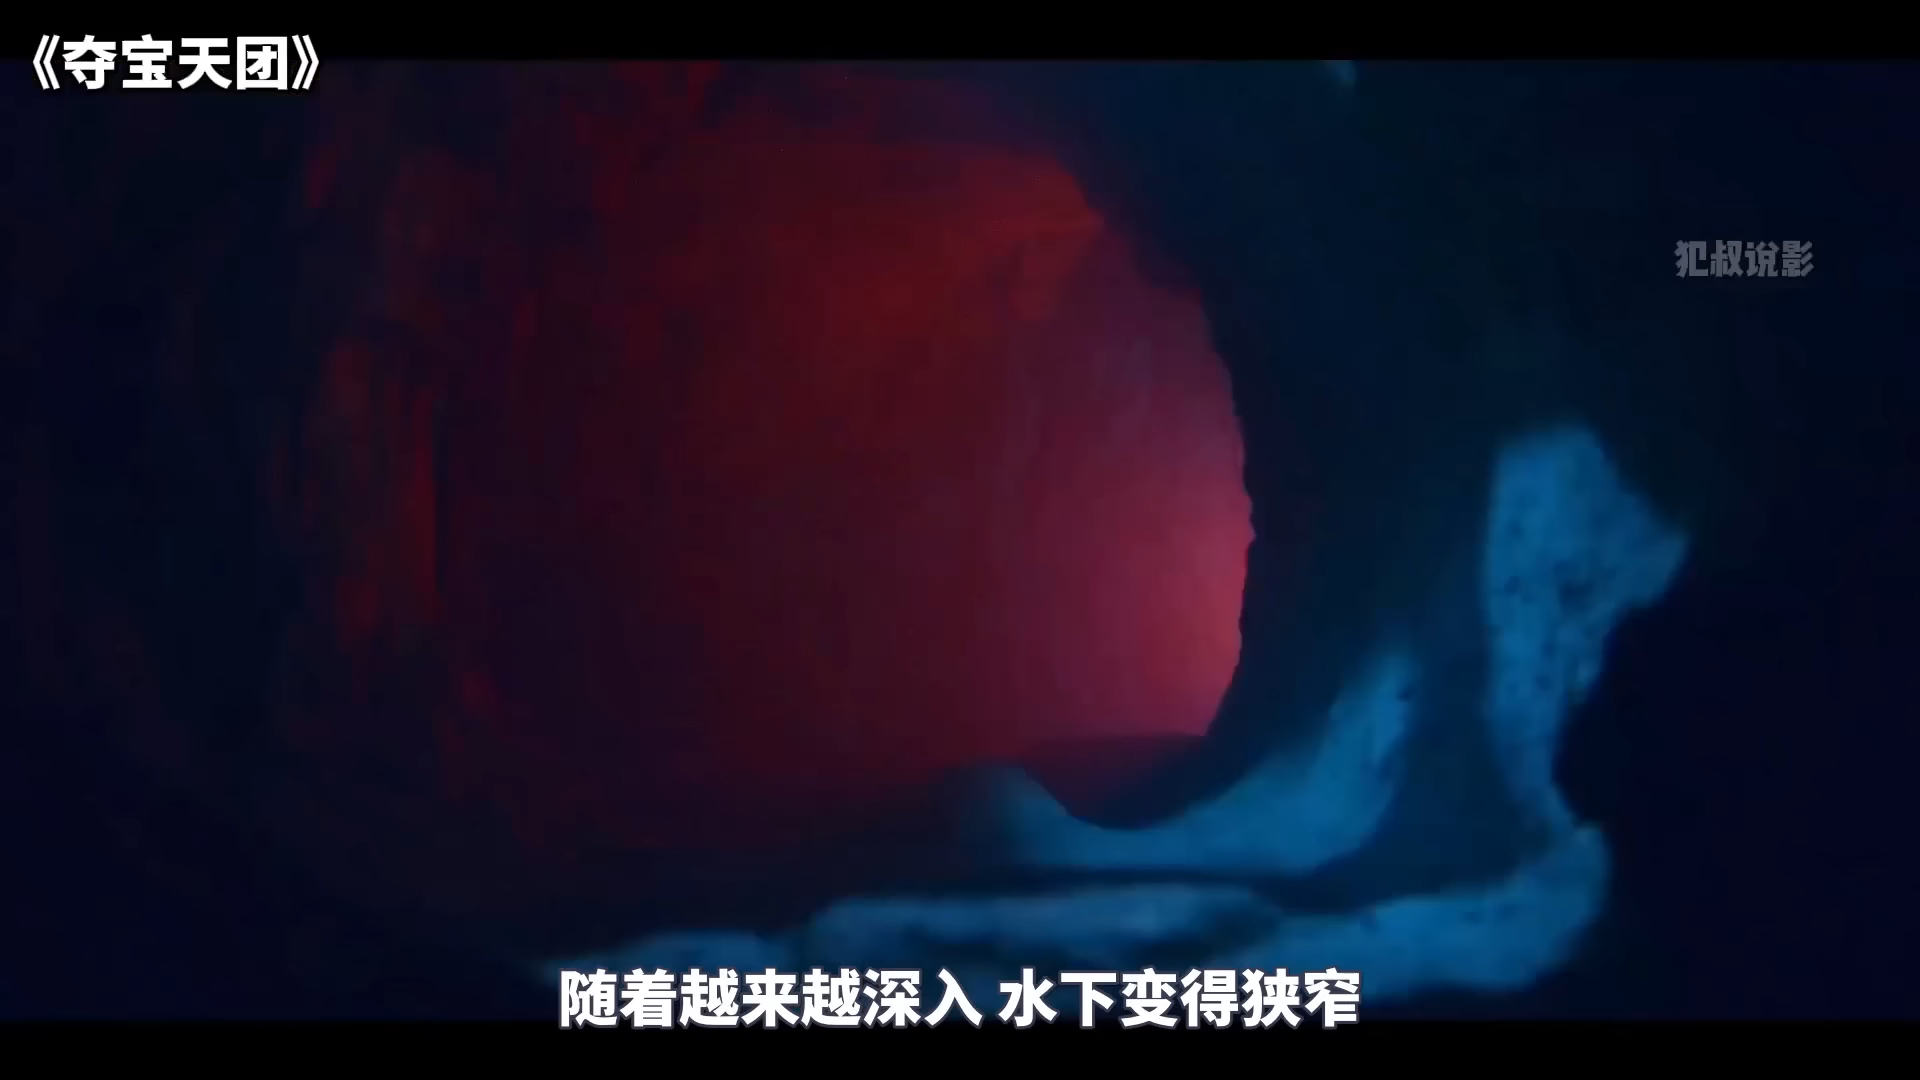 《夺宝天团》
犯叔说影
随着越来越深入 水下变得狭窄